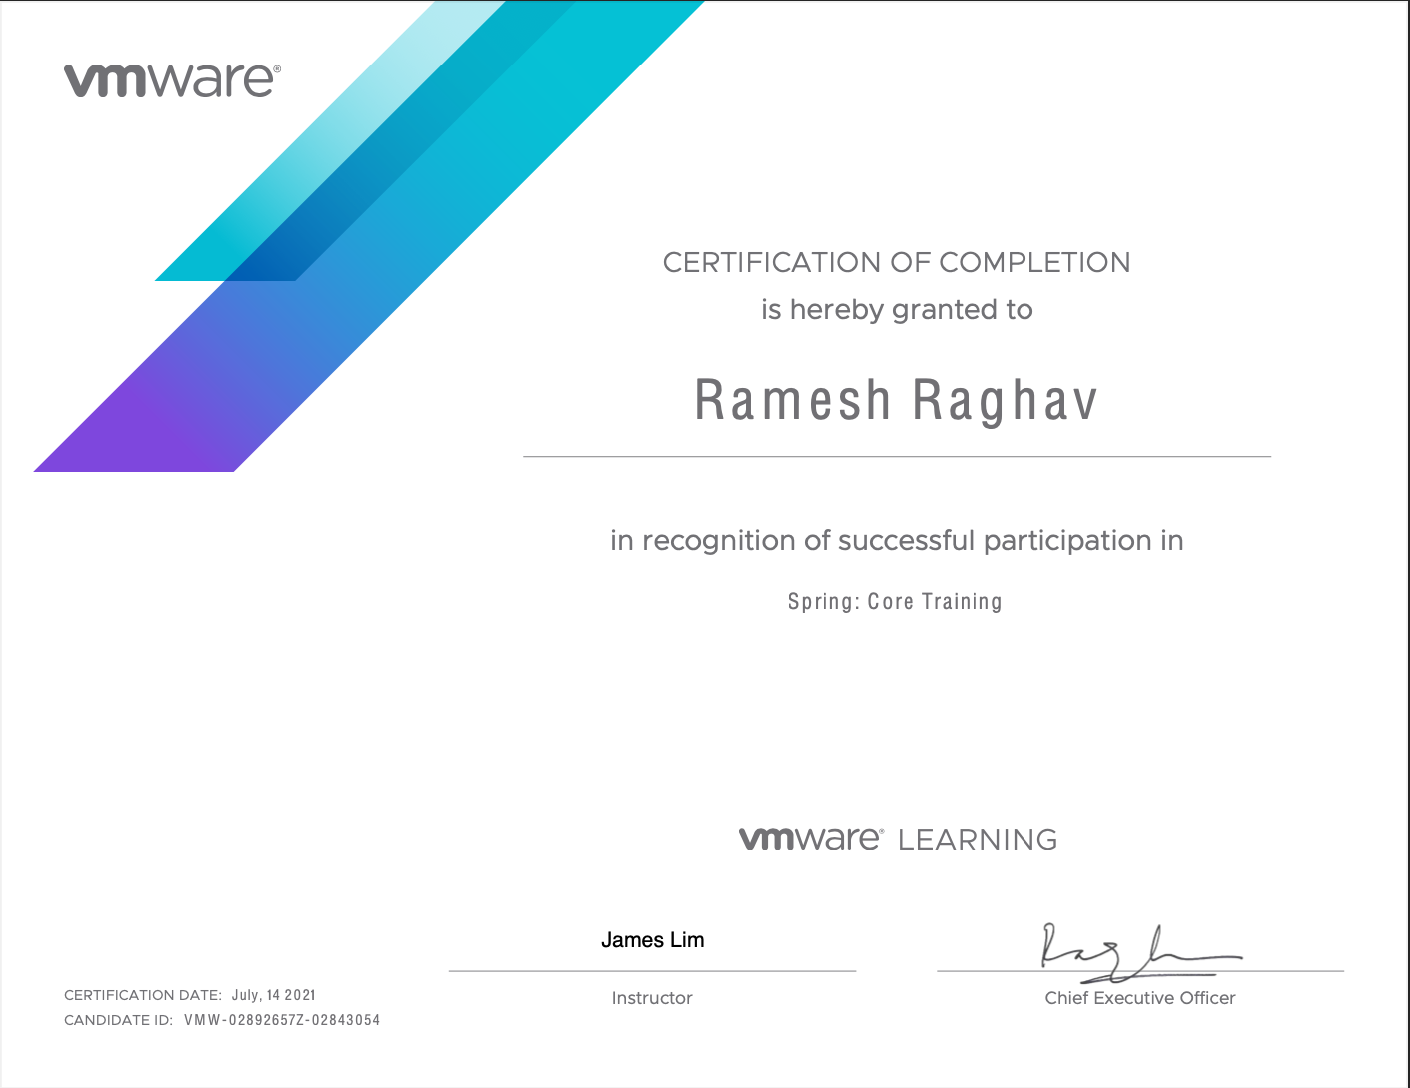 vmware®
CERTIFICATION OF COMPLETION
is hereby granted to
Ramesh Raghav
in recognition of successful participation in
Spring: Core Training
vmware® LEARNING
James Lim
Instructor
Chief Executive Officer
CERTIFICATION DATE: July, 14 2021
CANDIDATE ID: VMW-02892657Z-02843054